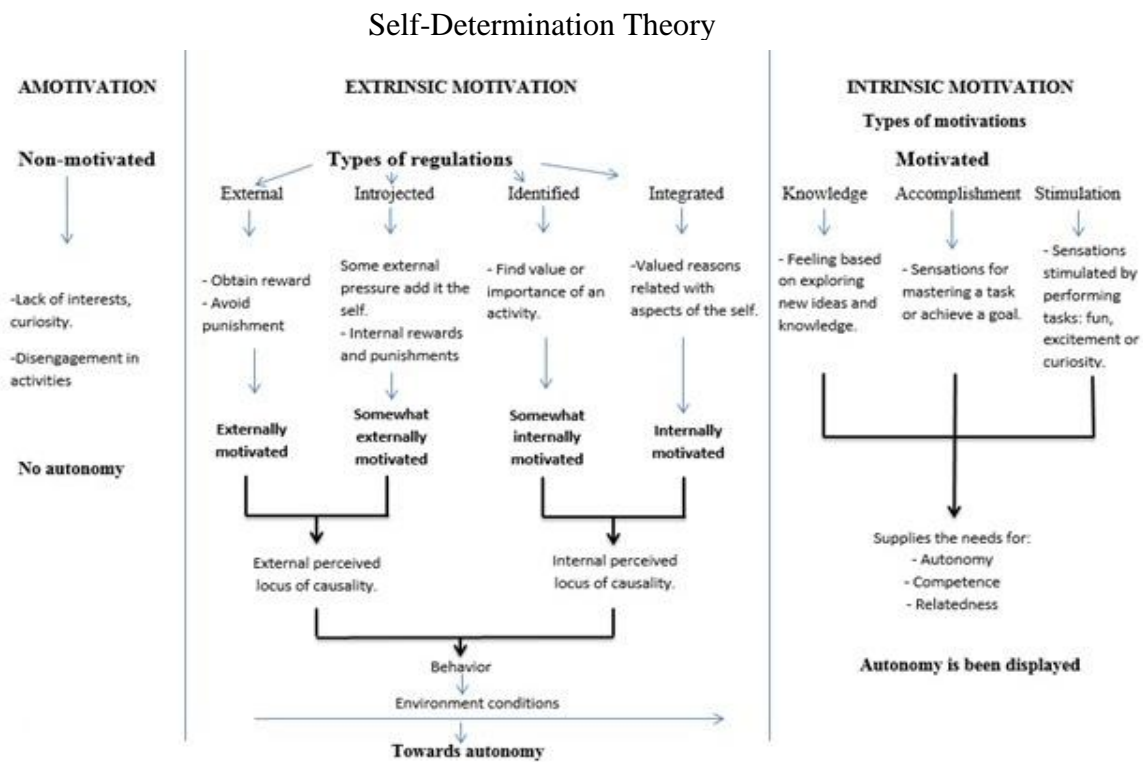 Self-Determination Theory
AMOTIVATION
Non-motivated
-Lack of interests,
curiosity.
-Disengagement in
activities
No autonomy
EXTRINSIC MOTIVATION
Types of regulations
External
- Obtain reward
- Avoid
punishment
Externally
motivated
Introjected
Some external
pressure add it the
self.
- Internal rewards
and punishments
Somewhat
externally
motivated
Identified
- Find value or
importance of an
activity.
Somewhat
internally
motivated
Integrated
-Valued reasons
related with
aspects of the self.
Internally
motivated
External perceived
locus of causality.
Internal perceived
locus of causality.
Behavior
Environment conditions
Towards autonomy
INTRINSIC MOTIVATION
Types of motivations
Motivated
Knowledge
- Feeling based
on exploring
new ideas and
knowledge.
Accomplishment
- Sensations for
mastering a task
or achieve a goal.
Stimulation
- Sensations
stimulated by
performing
tasks: fun,
excitement or
curiosity.
Supplies the needs for:
- Autonomy
- Competence
- Relatedness
Autonomy is been displayed